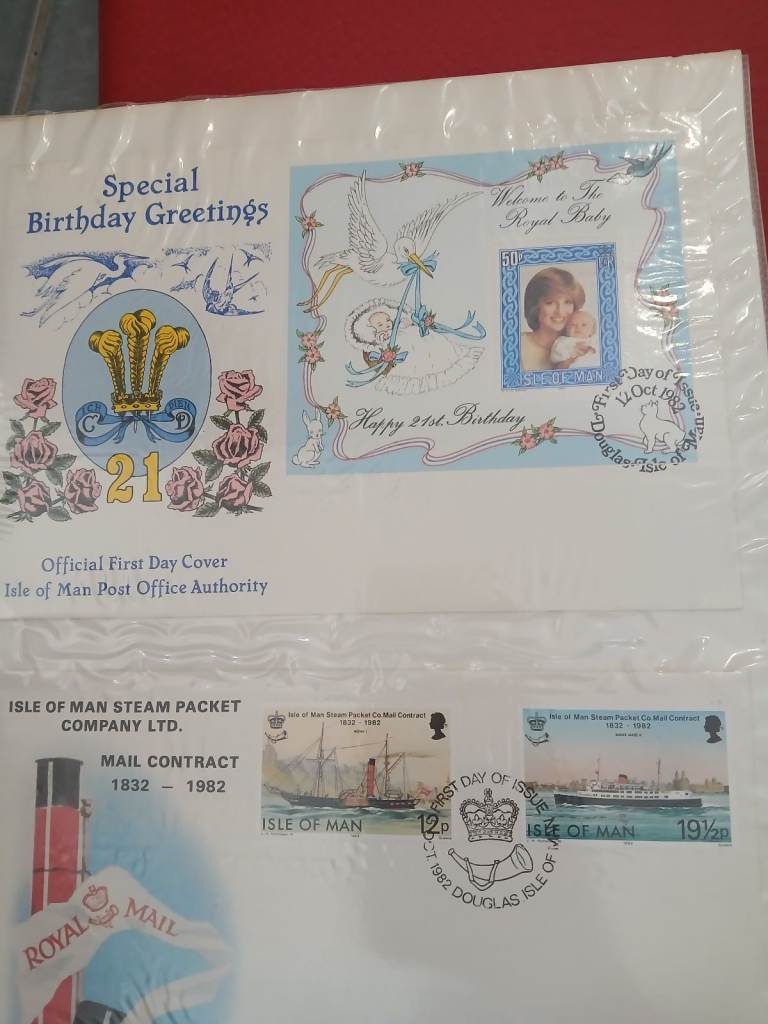 Special
Birthday Greetings
ICH DIEN
C P
21
Official First Day Cover
Isle of Man Post Office Authority
Welcome to The
Royal Baby
50p
ISLE OF MAN
Happy 21st. Birthday
First Day of Issue
12 Oct 1982
Douglas Isle of Man
ISLE OF MAN STEAM PACKET
COMPANY LTD.
MAIL CONTRACT
1832 – 1982
ROYAL MAIL
Isle of Man Steam Packet Co. Mail Contract
1832 - 1982
MONA I
ISLE OF MAN
12p
Isle of Man Steam Packet Co. Mail Contract
1832 - 1982
ISLE OF MAN
19½p
FIRST DAY OF ISSUE
OCT. 1982 DOUGLAS ISLE OF M